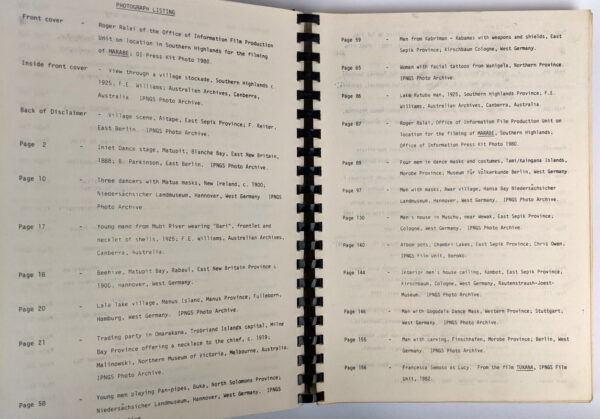 PHOTOGRAPH LISTING
Front cover - Roger Ralai of the Office of Information Film Production
Unit on location in Southern Highlands for the filming
of MARABE; OI Press Kit Photo 1980.
Inside front cover - View through a village stockade, Southern Highlands c.
1925, F.E. Williams; Australian Archives, Canberra,
Australia. IPNGS Photo Archive.
Back of Disclaimer - Village scene, Aitape, East Sepik Province; F. Keiter,
East Berlin. IPNGS Photo Archive.
Page 2 - Inlet Dance stage, Matupit, Blanche Bay, East New Britain,
1888; R. Parkinson, East Berlin. IPNGS Photo Archive.
Page 10 - Three dancers with Matua masks, New Ireland, c. 1900,
Niedersächsischer Landmuseum, Hannover, West Germany IPNGS
Photo Archive.
Page 17 - Young mand from Mubi River wearing "Bari", frontlet and
necklet of shells, 1925, F.E. Williams, Australian Archives,
Canberra, Australia.
Page 18 - Beehive, Matupit Bay, Rabaul, East New Britain Province c
1900, Hannover, West Germany.
Page 20 - Lala lake village, Manus Island, Manus Province, Fulleborn,
Hamburg, West Germany. IPNGS Photo Archive.
Page 21 - Trading party in Omarakana, Trobriand Islands capital, Milne
Bay Province offering a necklace to the chief, c. 1919;
Malinowski, Northern Museum of Victoria, Melbourne, Australia.
IPNGS Photo Archive.
Page 58 - Young men playing Pan-pipes, Buka, North Solomons Province;
Niedersächsischer Landmuseum, Hannover, West Germany. IPNGS
Photo Archive.
Page 59 - Men from Kabriman - Kabanei with weapons and shields, East
Sepik Province; Kirschbaum Cologne, West Germany.
Page 65 - Woman with facial tattoos from Wanigela, Northern Province.
IPNGS Photo Archive.
Page 86 - Lake Kutubu man, 1925, Southern Highlands Province; F.E.
Williams, Australian Archives, Canberra, Australia.
Page 87 - Roger Ralai, Office of Information Film Production Unit on
location for the filming of MARABE, Southern Highlands,
Office of Information Press Kit Photo 1980.
Page 89 - Four men in dance masks and costumes, Tami/Kalngana Islands,
Morobe Province; Museum für Völkerkunde Berlin, West Germany
Page 97 - Man with masks, Awar village, Hansa Bay Niedersächsischer
Landmuseum, Hannover, West Germany. IPNGS Photo Archive.
Page 130 - Man's house in Muschu, near Wewak, East Sepik Province;
Cologne, West Germany. IPNGS Photo Archive.
Page 140 - Aibom pots, Chambri Lakes, East Sepik Province; Chris Owen,
IPNGS Film Unit, Boroko.
Page 144 - Interior men's house ceiling, Kambot, East Sepik Province,
Kirschbaum, Cologne, West Germany, Rautenstrauch-Joest-
Museum. IPNGS Photo Archive.
Page 146 - Man with Gogodala Dance Mask, Western Province; Stuttgart,
West Germany. IPNGS Photo Archive.
Page 155 - Man with carving, Finschhafen, Morobe Province; Berlin, West
Germany. IPNGS Photo Archive.
Page 156 - Francesca Semoso as Lucy. From the film TUKANA, IPNGS Film
Unit, 1982.